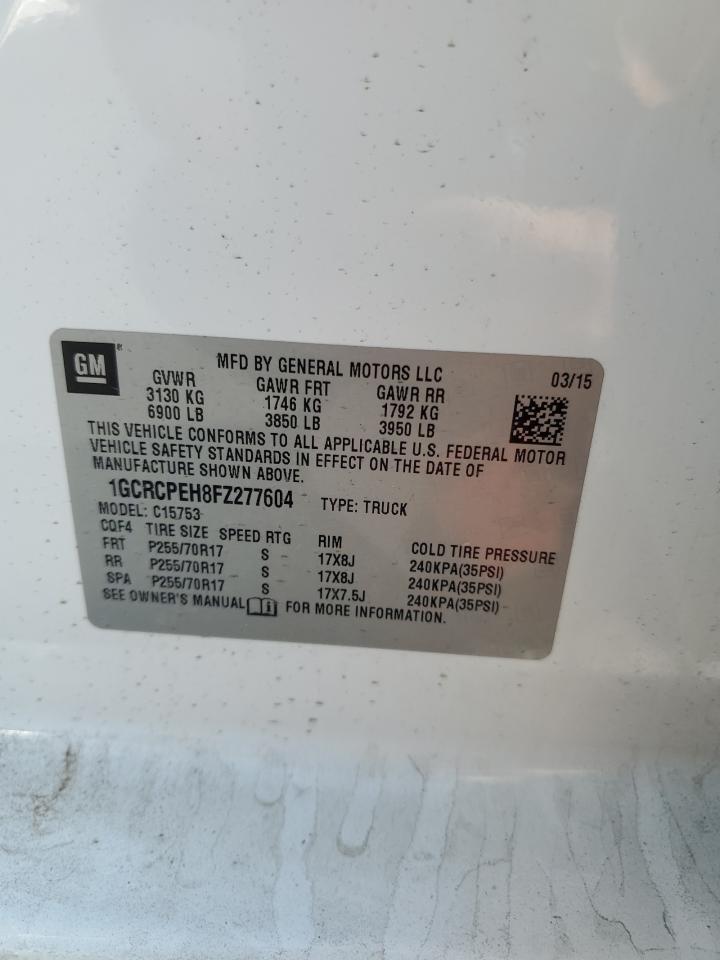 GM
MFD BY GENERAL MOTORS LLC 03/15
GVWR GAWR FRT GAWR RR
3130 KG 1746 KG 1792 KG
6900 LB 3850 LB 3950 LB
THIS VEHICLE CONFORMS TO ALL APPLICABLE U.S. FEDERAL MOTOR
VEHICLE SAFETY STANDARDS IN EFFECT ON THE DATE OF
MANUFACTURE SHOWN ABOVE.
1GCRCPEH8FZ277604 TYPE: TRUCK
MODEL: C15753
CQF4 TIRE SIZE SPEED RTG RIM COLD TIRE PRESSURE
FRT P255/70R17 S 17X8J 240KPA(35PSI)
RR P255/70R17 S 17X8J 240KPA(35PSI)
SPA P255/70R17 S 17X7.5J 240KPA(35PSI)
SEE OWNER'S MANUAL FOR MORE INFORMATION.